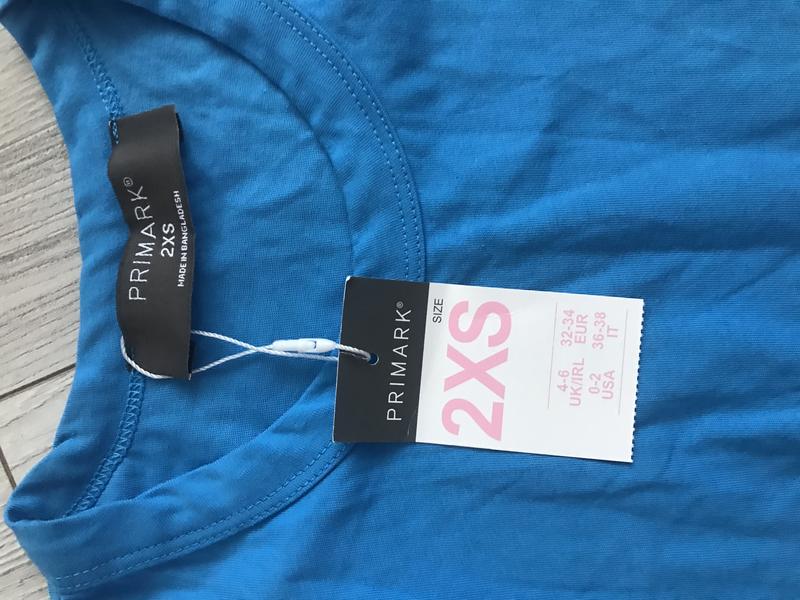 PRIMARK®
2XS
MADE IN BANGLADESH
PRIMARK®
SIZE
2XS
4-6 32-34
UK/IRL EUR
0-2 36-38
USA IT